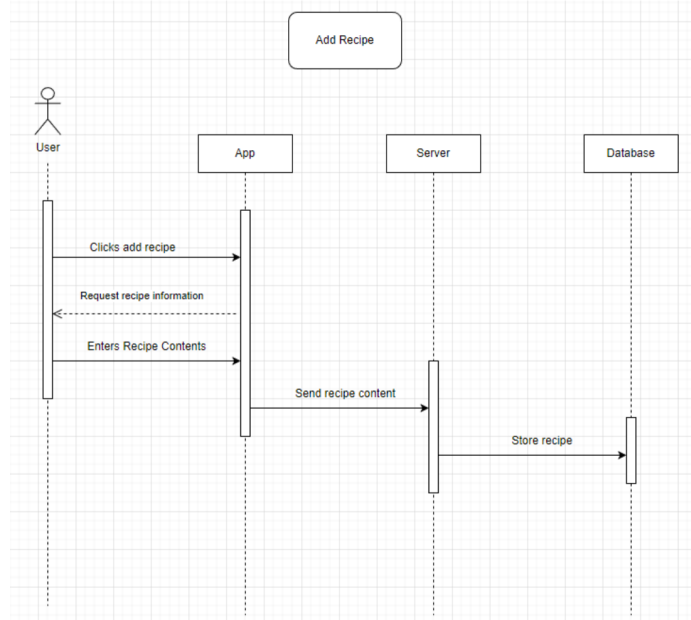 Add Recipe
User
App
Server
Database
Clicks add recipe
Request recipe information
Enters Recipe Contents
Send recipe content
Store recipe